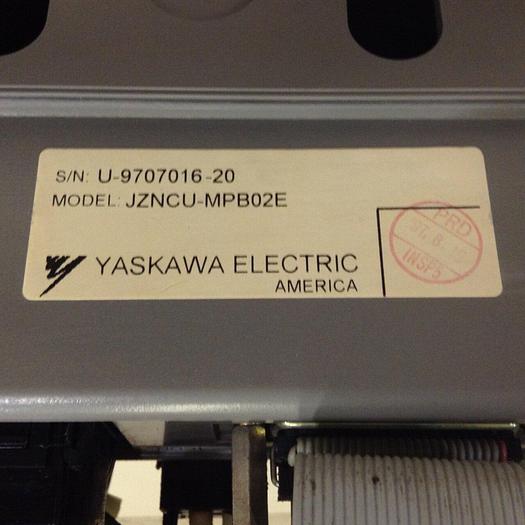 S/N: U-9707016-20
MODEL: JZNCU-MPB02E
YASKAWA ELECTRIC
AMERICA
PRD
INSP5